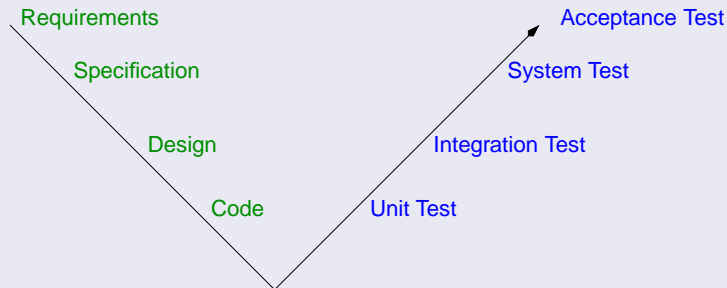 Requirements
Acceptance Test
Specification
System Test
Design
Integration Test
Code
Unit Test